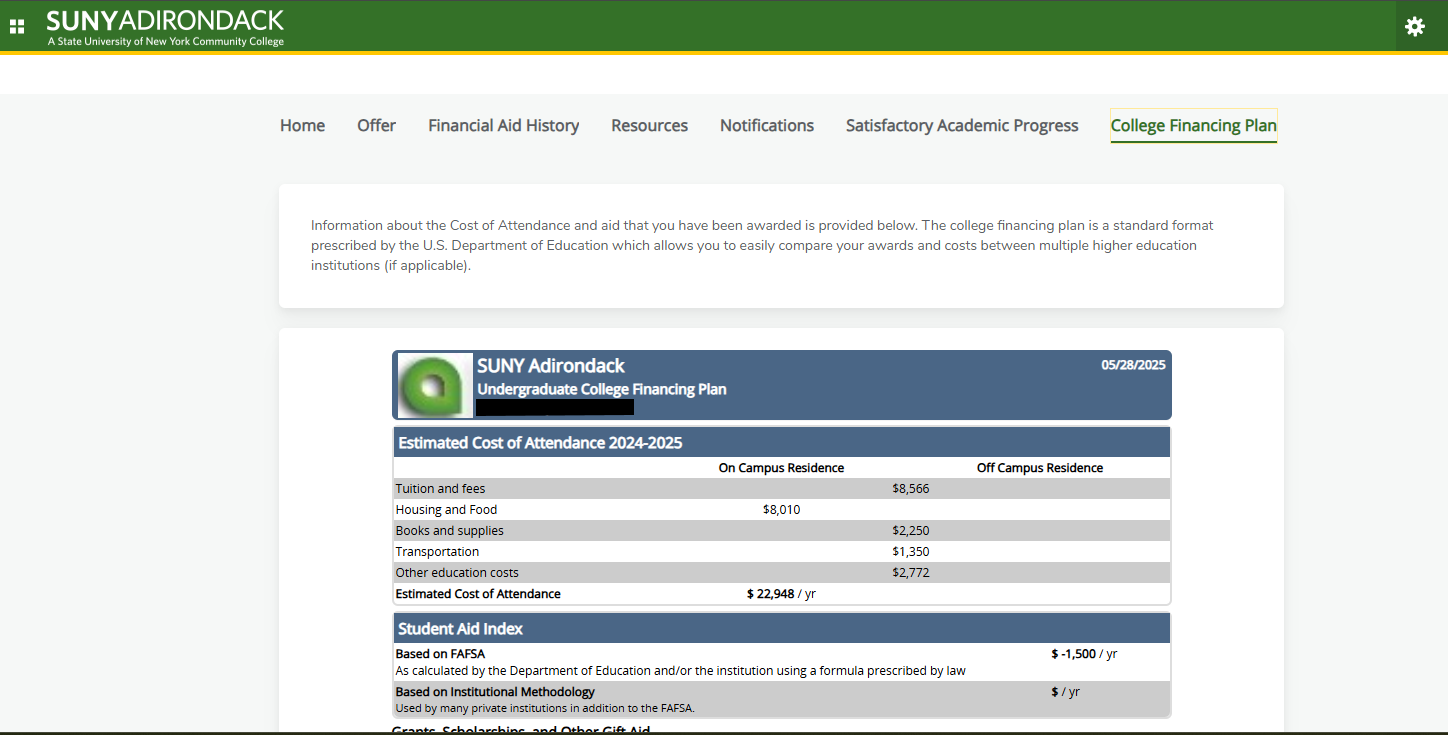 SUNYADIRONDACK
A State University of New York Community College
Home Offer Financial Aid History Resources Notifications Satisfactory Academic Progress College Financing Plan
Information about the Cost of Attendance and aid that you have been awarded is provided below. The college financing plan is a standard format
prescribed by the U.S. Department of Education which allows you to easily compare your awards and costs between multiple higher education
institutions (if applicable).
SUNY Adirondack 05/28/2025
Undergraduate College Financing Plan
Estimated Cost of Attendance 2024-2025
On Campus Residence Off Campus Residence
Tuition and fees $8,566
Housing and Food $8,010
Books and supplies $2,250
Transportation $1,350
Other education costs $2,772
Estimated Cost of Attendance $ 22,948 / yr
Student Aid Index
Based on FAFSA $ -1,500 / yr
As calculated by the Department of Education and/or the institution using a formula prescribed by law
Based on Institutional Methodology $ / yr
Used by many private institutions in addition to the FAFSA.
Grants, Scholarships, and Other Gift Aid